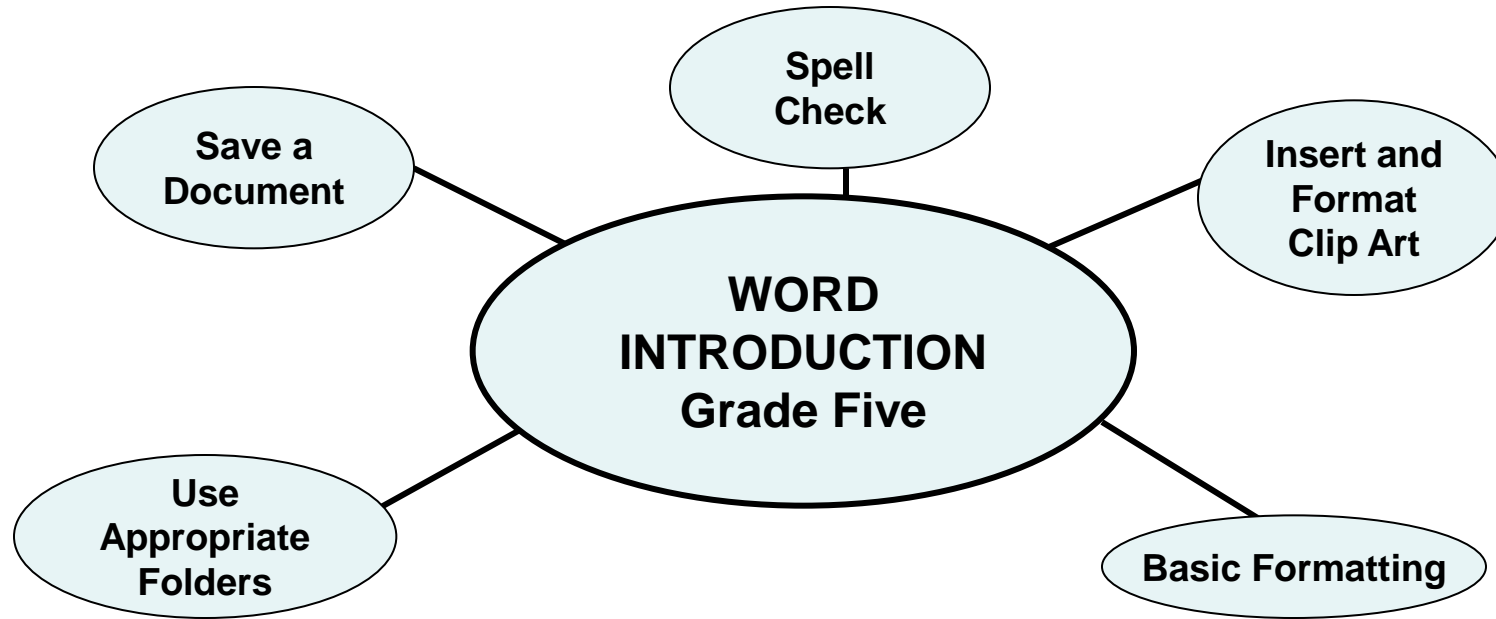 Spell
Check
Save a
Document
Insert and
Format
Clip Art
WORD
INTRODUCTION
Grade Five
Use
Appropriate
Folders
Basic Formatting